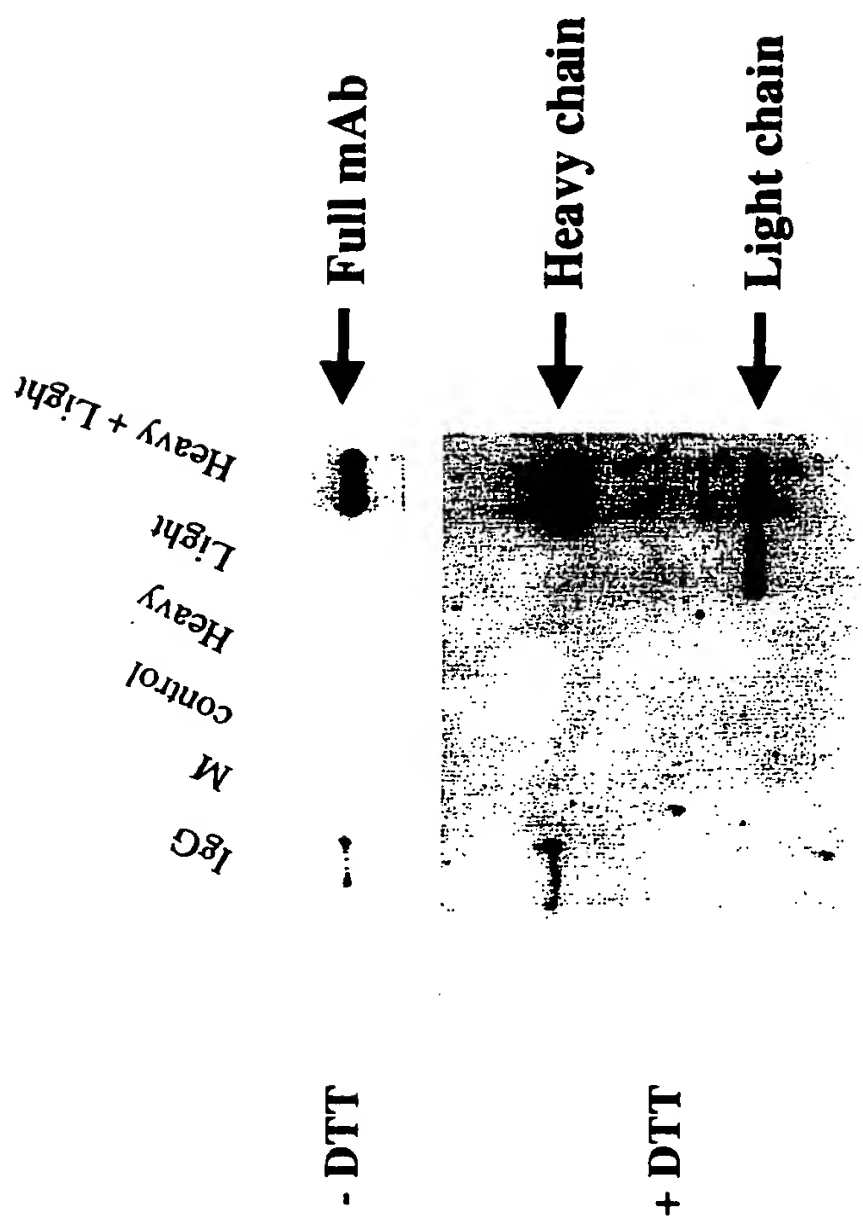 IgG
M
control
Heavy
Light
Heavy + Light
- DTT
Full mAb
+ DTT
Heavy chain
Light chain